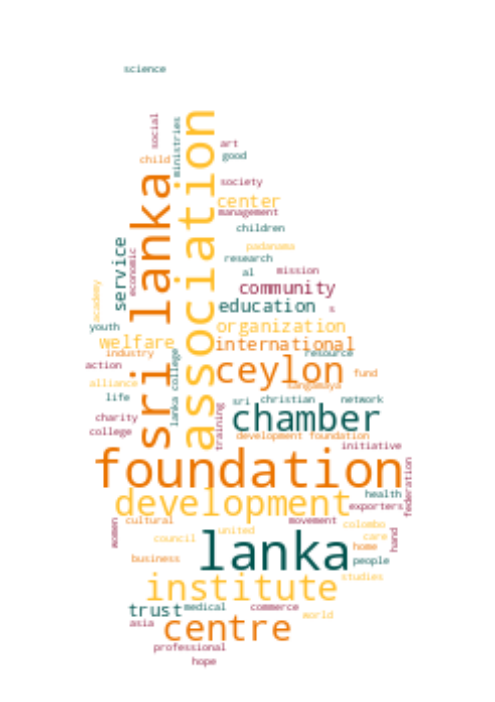 science
social
ministries
association
art
good
child
sri lanka
society
center
management
children
service
economic
padanama
research
al
mission
community
academy
education
s
youth
organization
welfare
international
industry
resource
lanka college
action
ceylon
fund
alliance
sangamaya
life
sri
christian
network
charity
training
chamber
college
development foundation
initiative
foundation
federation
health
development
exporters
women
cultural
movement
colombo
united
hand
council
care
lanka
home
business
people
studies
institute
trust
medical
commerce
world
asia
centre
professional
hope